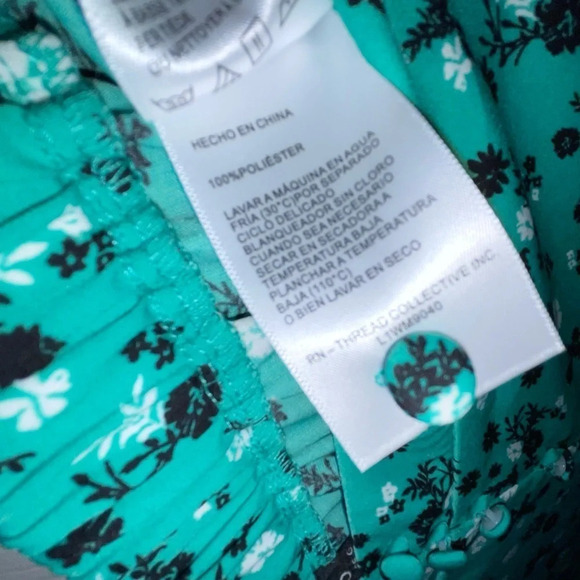 HECHO EN CHINA
100%POLIÉSTER
LAVAR A MÁQUINA EN AGUA
FRÍA (30°C)POR SEPARADO
CICLO DELICADO
BLANQUEADOR SIN CLORO
CUANDO SEA NECESARIO
SECAR EN SECADORA A
TEMPERATURA BAJA
PLANCHAR A TEMPERATURA
BAJA (110°C)
O BIEN LAVAR EN SECO
RN - THREAD COLLECTIVE INC.
L1WM9040